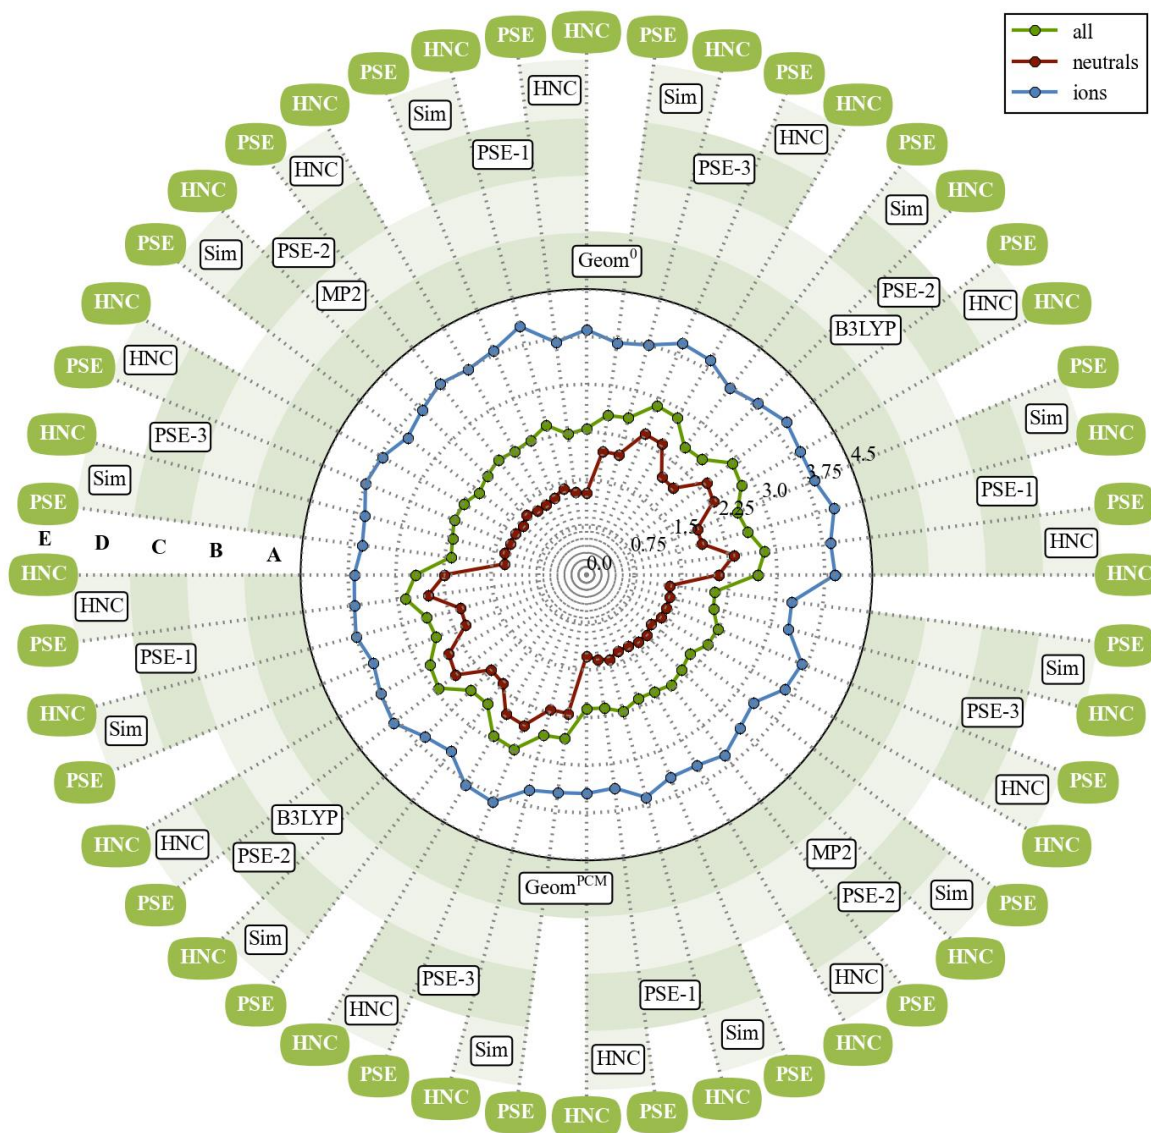 all
neutrals
ions
HNC
PSE
HNC
PSE
HNC
PSE
HNC
PSE
HNC
PSE
HNC
PSE
HNC
PSE
HNC
PSE
HNC
PSE
HNC
PSE
HNC
PSE
HNC
PSE
HNC
PSE
HNC
PSE
HNC
PSE
HNC
PSE
HNC
PSE
HNC
PSE
HNC
PSE
HNC
PSE
HNC
PSE
HNC
PSE
HNC
PSE
HNC
PSE
Sim
HNC
Sim
HNC
Sim
HNC
Sim
HNC
Sim
HNC
Sim
HNC
Sim
HNC
Sim
HNC
Sim
HNC
Sim
HNC
Sim
HNC
Sim
HNC
PSE-3
PSE-2
PSE-1
PSE-3
PSE-2
PSE-1
PSE-3
PSE-2
PSE-1
PSE-3
PSE-2
PSE-1
B3LYP
MP2
B3LYP
MP2
Geom⁰
Geomᴾᶜᴹ
E D C B A
0.0
0.75
1.5
2.25
3.0
3.75
4.5